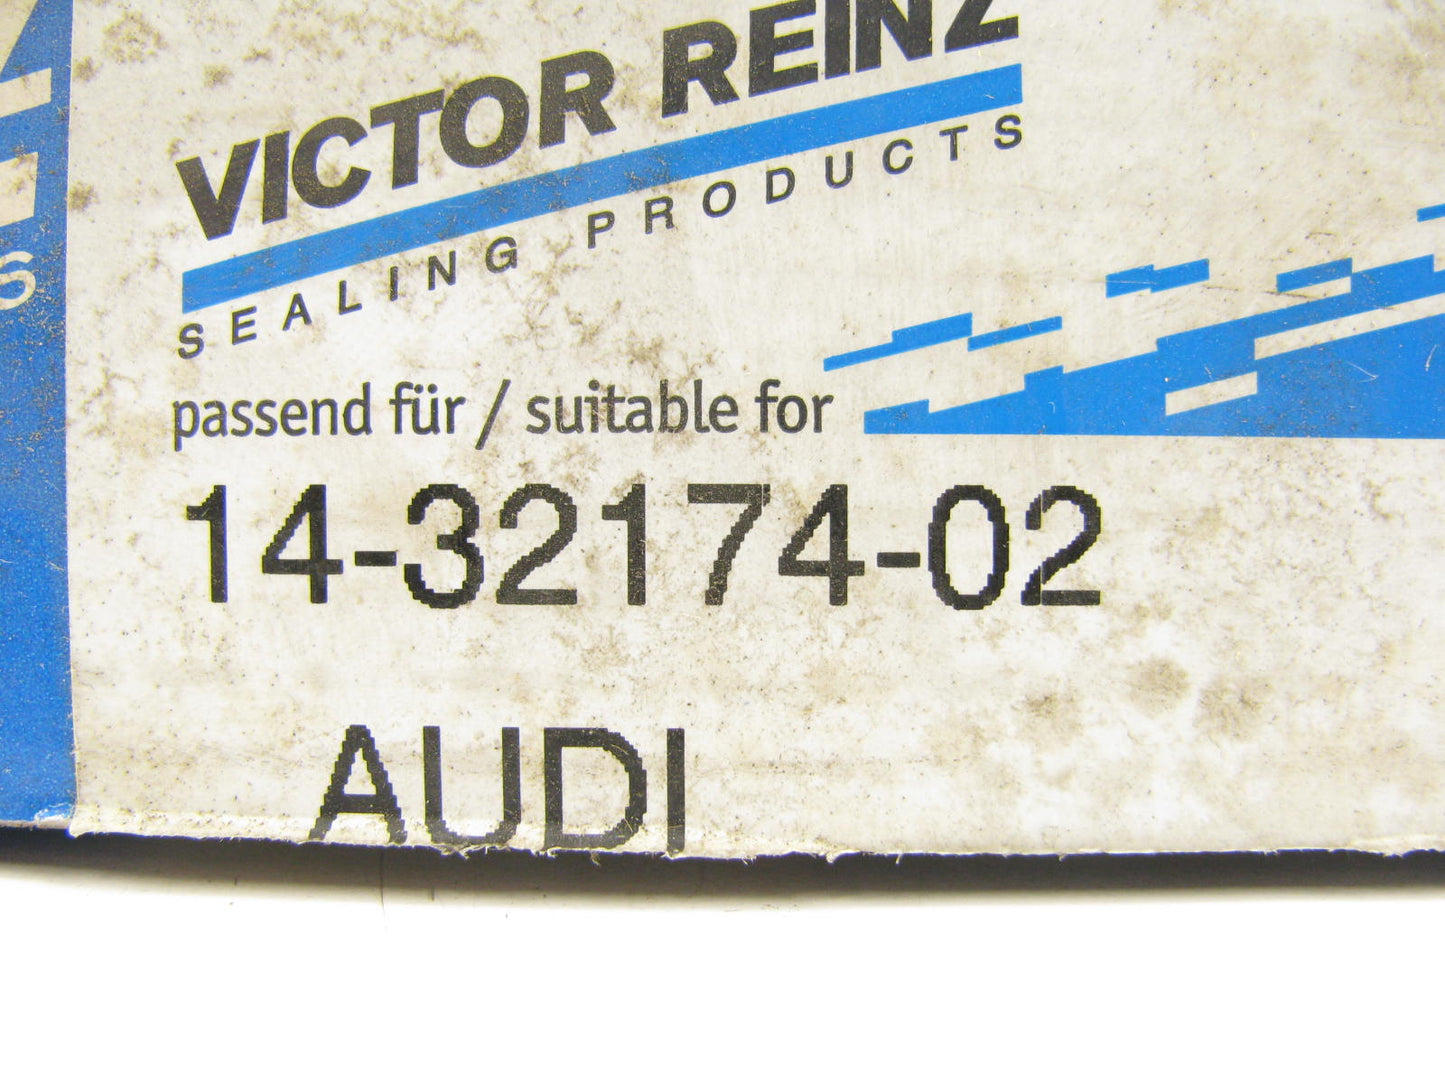 VICTOR REINZ
SEALING PRODUCTS
passend für / suitable for
14-32174-02
AUDI
S